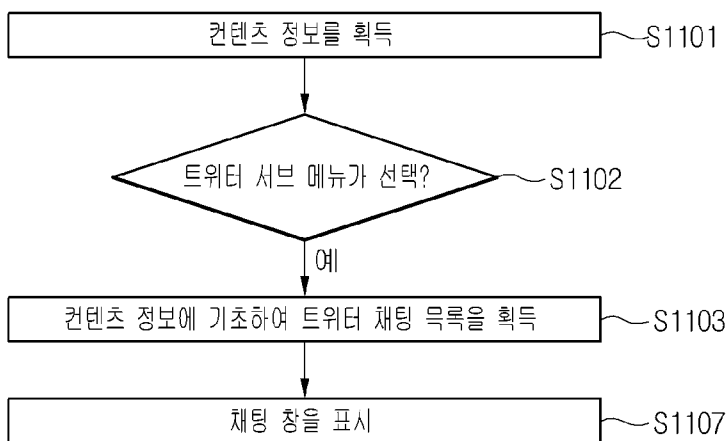 컨텐츠 정보를 획득
S1101
트위터 서브 메뉴가 선택?
S1102
예
컨텐츠 정보에 기초하여 트위터 채팅 목록을 획득
S1103
채팅 창을 표시
S1107